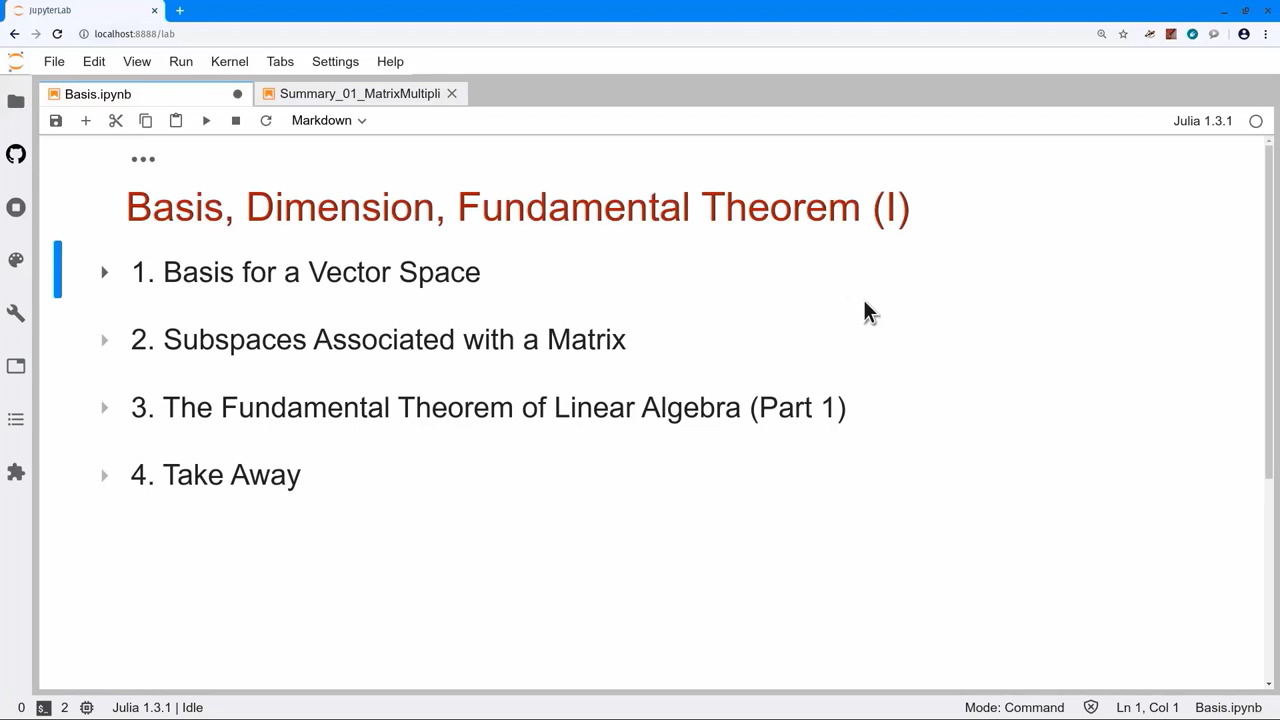 JupyterLab
localhost:8888/lab
File Edit View Run Kernel Tabs Settings Help
Basis.ipynb Summary_01_MatrixMultipli
Markdown Julia 1.3.1
Basis, Dimension, Fundamental Theorem (I)
1. Basis for a Vector Space
2. Subspaces Associated with a Matrix
3. The Fundamental Theorem of Linear Algebra (Part 1)
4. Take Away
0 $_ 2 Julia 1.3.1 | Idle Mode: Command Ln 1, Col 1 Basis.ipynb